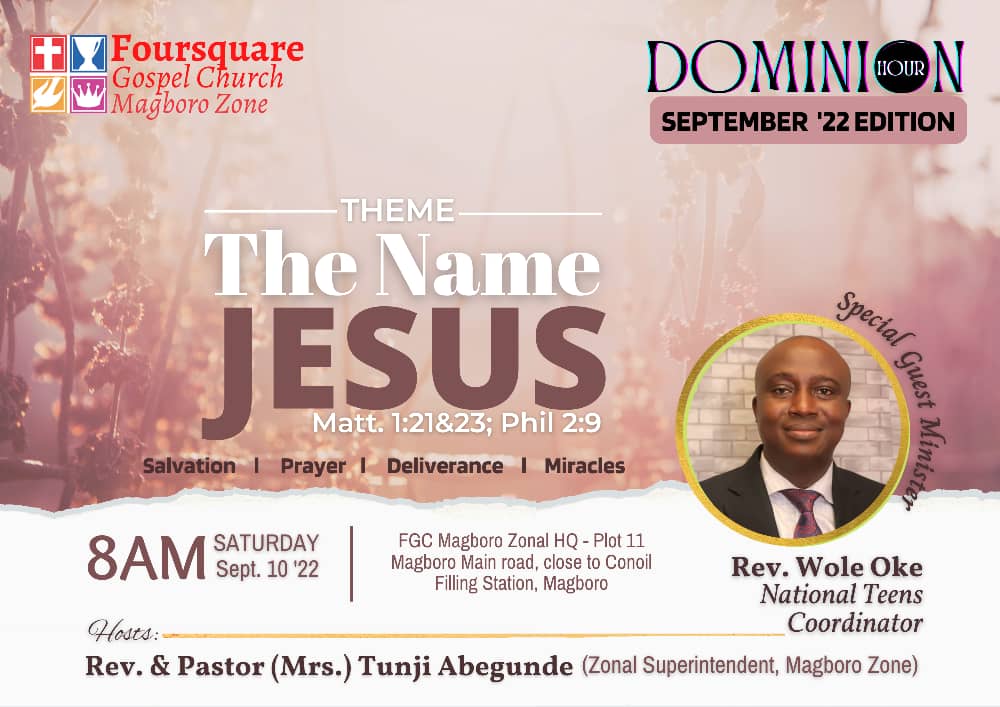 Foursquare
Gospel Church
Magboro Zone
DOMINION
HOUR
SEPTEMBER '22 EDITION
THEME
The Name
JESUS
Matt. 1:21&23; Phil 2:9
Salvation I Prayer I Deliverance I Miracles
Special Guest Minister
8AM
SATURDAY
Sept. 10 '22
FGC Magboro Zonal HQ - Plot 11
Magboro Main road, close to Conoil
Filling Station, Magboro
Rev. Wole Oke
National Teens
Coordinator
Hosts:
Rev. & Pastor (Mrs.) Tunji Abegunde (Zonal Superintendent, Magboro Zone)